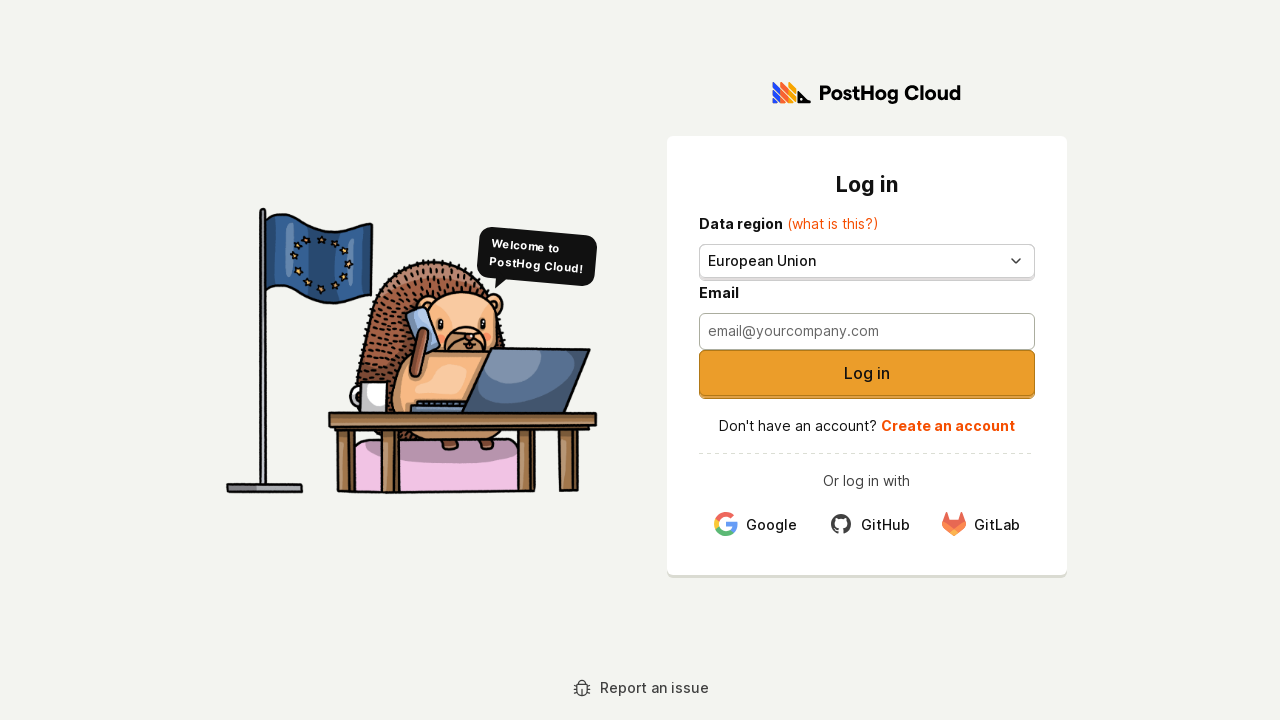 PostHog Cloud
Welcome to
PostHog Cloud!
Log in
Data region (what is this?)
European Union
Email
email@yourcompany.com
Log in
Don't have an account? Create an account
Or log in with
Google
GitHub
GitLab
Report an issue